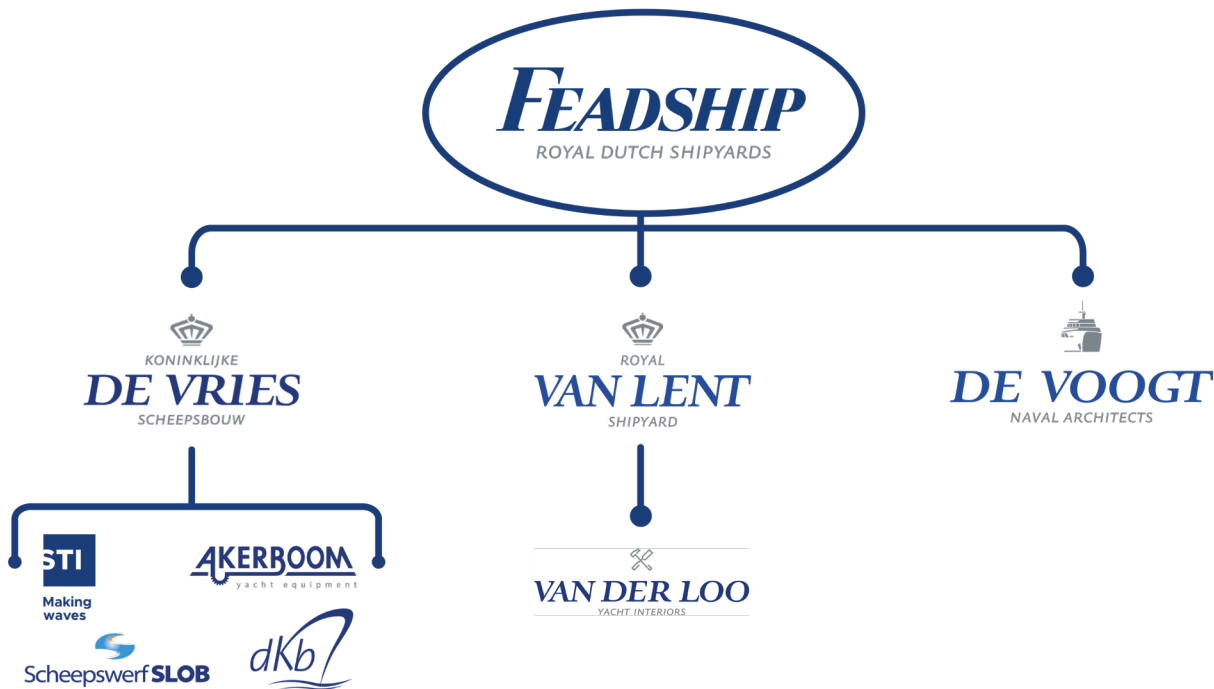 FEADSHIP
ROYAL DUTCH SHIPYARDS
KONINKLIJKE
DE VRIES
SCHEEPSBOUW
ROYAL
VAN LENT
SHIPYARD
DE VOOGT
NAVAL ARCHITECTS
STI
Making
waves
AKERBOOM
yacht equipment
Scheepswerf SLOB
dKb
VAN DER LOO
YACHT INTERIORS